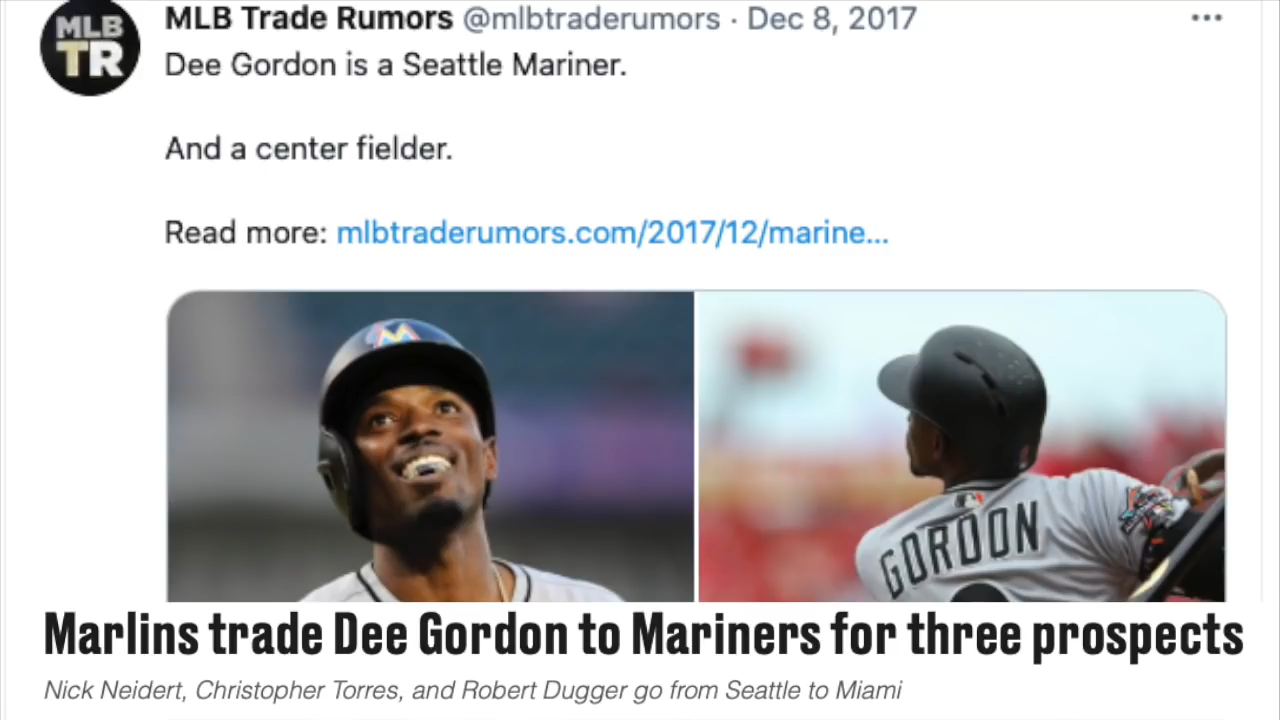 MLB
TR
MLB Trade Rumors @mlbtraderumors · Dec 8, 2017 ···
Dee Gordon is a Seattle Mariner.
And a center fielder.
Read more: mlbtraderumors.com/2017/12/marine...
M
GORDON
Marlins trade Dee Gordon to Mariners for three prospects
Nick Neidert, Christopher Torres, and Robert Dugger go from Seattle to Miami